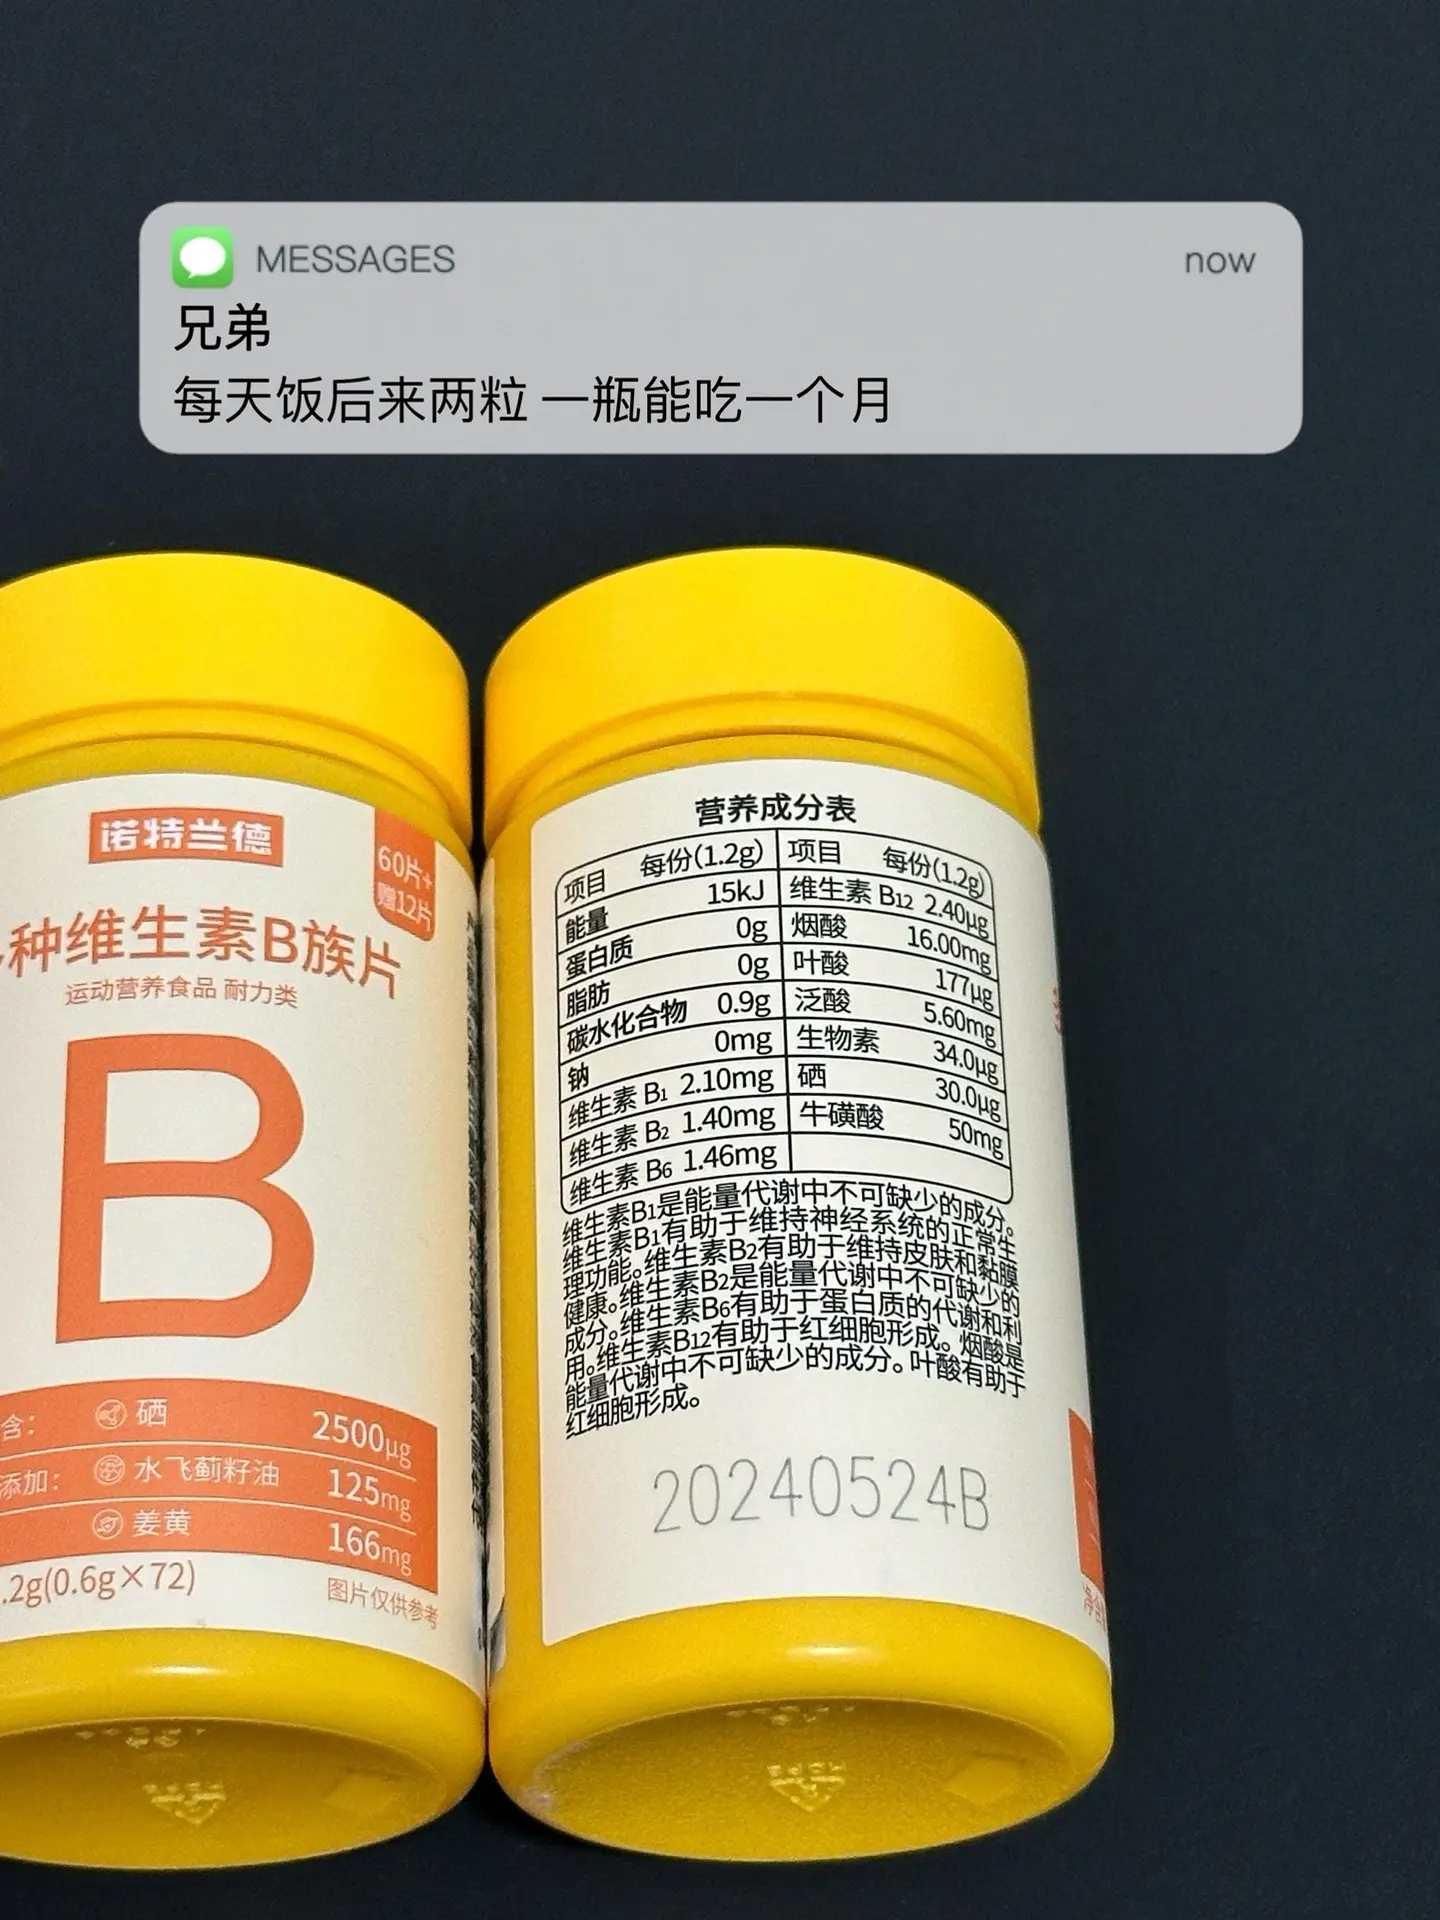 MESSAGES
now
兄弟
每天饭后来两粒 一瓶能吃一个月
诺特兰德
60片+
赠12片
种维生素B族片
运动营养食品 耐力类
B
含：
硒
2500μg
添加：
水飞蓟籽油
125mg
姜黄
166mg
.2g(0.6g×72)
图片仅供参考
营养成分表
项目 每份(1.2g)
能量 15kJ
蛋白质 0g
脂肪 0g
碳水化合物 0.9g
钠 0mg
维生素 B1 2.10mg
维生素 B2 1.40mg
维生素 B6 1.46mg
项目 每份(1.2g)
维生素 B12 2.40μg
烟酸 16.00mg
叶酸 177μg
泛酸 5.60mg
生物素 34.0μg
硒 30.0μg
牛磺酸 50mg
维生素B1是能量代谢中不可缺少的成分。
维生素B1有助于维持神经系统的正常生
理功能。维生素B2有助于维持皮肤和黏膜
健康。维生素B2是能量代谢中不可缺少的
成分。维生素B6有助于蛋白质的代谢和利
用。维生素B12有助于红细胞形成。烟酸是
能量代谢中不可缺少的成分。叶酸有助于
红细胞形成。
20240524B
净含